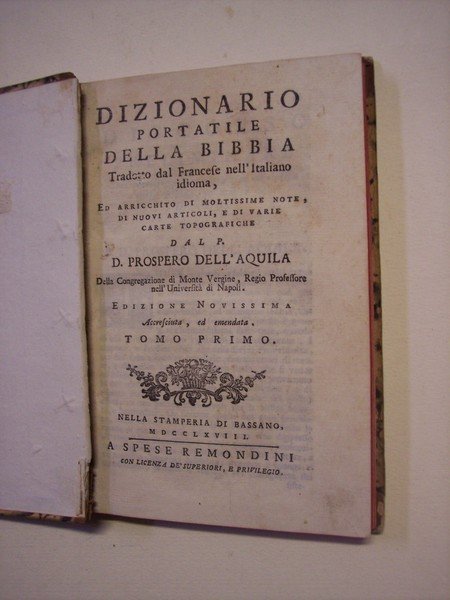 DIZIONARIO
PORTATILE
DELLA BIBBIA
Tradotto dal Francese nell'Italiano
idioma,
ED ARRICCHITO DI MOLTISSIME NOTE,
DI NUOVI ARTICOLI, E DI VARIE
CARTE TOPOGRAFICHE
DAL P.
D. PROSPERO DELL'AQUILA
Della Congregazione di Monte Vergine, Regio Professore
nell'Università di Napoli.
EDIZIONE NOVISSIMA
Accresciuta, ed emendata.
TOMO PRIMO.
NELLA STAMPERIA DI BASSANO,
MDCCLXVIII.
A SPESE REMONDINI
CON LICENZA DE' SUPERIORI, E PRIVILEGIO.